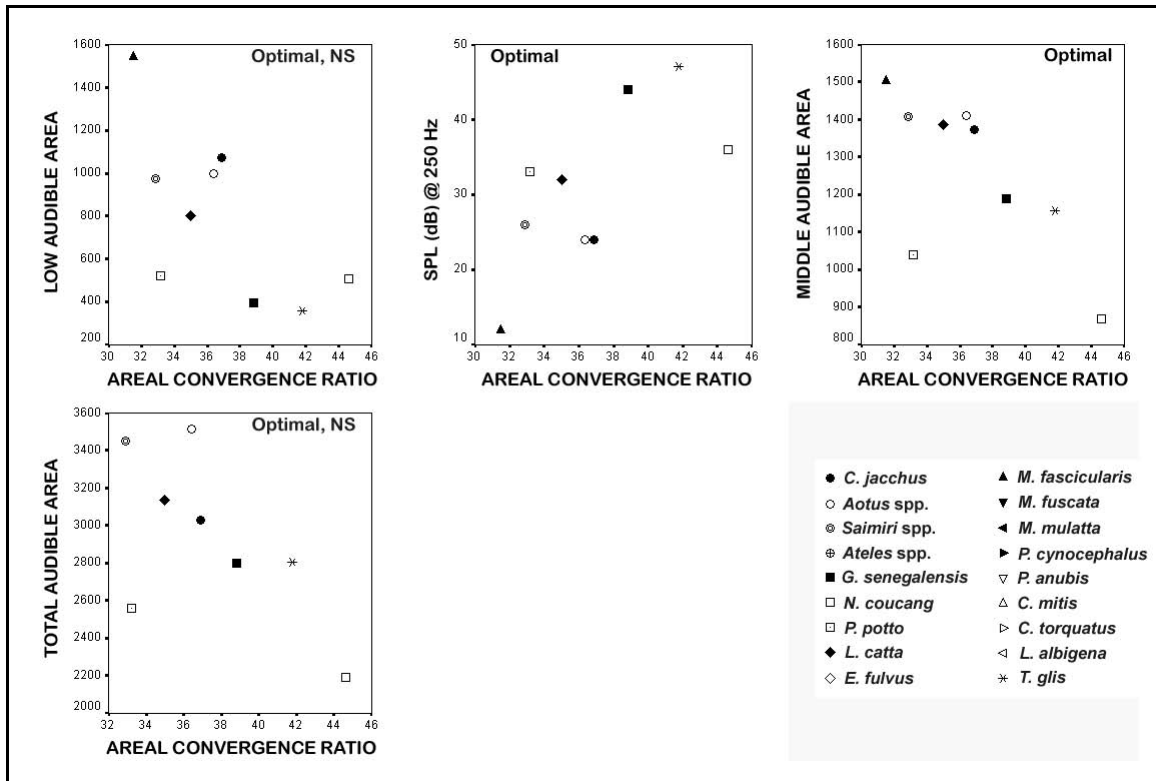 Optimal, NS
LOW AUDIBLE AREA
1600
1400
1200
1000
800
600
400
200
30 32 34 36 38 40 42 44 46
AREAL CONVERGENCE RATIO
Optimal
SPL (dB) @ 250 Hz
50
40
30
20
10
30 32 34 36 38 40 42 44 46
AREAL CONVERGENCE RATIO
Optimal
MIDDLE AUDIBLE AREA
1600
1500
1400
1300
1200
1100
1000
900
800
30 32 34 36 38 40 42 44 46
AREAL CONVERGENCE RATIO
Optimal, NS
TOTAL AUDIBLE AREA
3600
3400
3200
3000
2800
2600
2400
2200
2000
32 34 36 38 40 42 44 46
AREAL CONVERGENCE RATIO
C. jacchus
Aotus spp.
Saimiri spp.
Ateles spp.
G. senegalensis
N. coucang
P. potto
L. catta
E. fulvus
M. fascicularis
M. fuscata
M. mulatta
P. cynocephalus
P. anubis
C. mitis
C. torquatus
L. albigena
T. glis